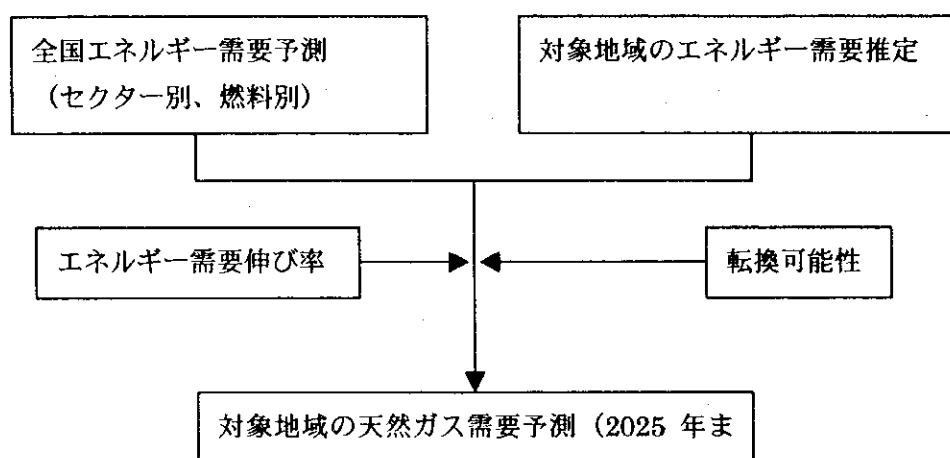 全国エネルギー需要予測
（セクター別、燃料別）
対象地域のエネルギー需要推定
エネルギー需要伸び率
転換可能性
対象地域の天然ガス需要予測（2025 年ま